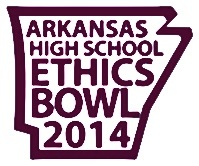 ARKANSAS
HIGH SCHOOL
ETHICS
BOWL
2014